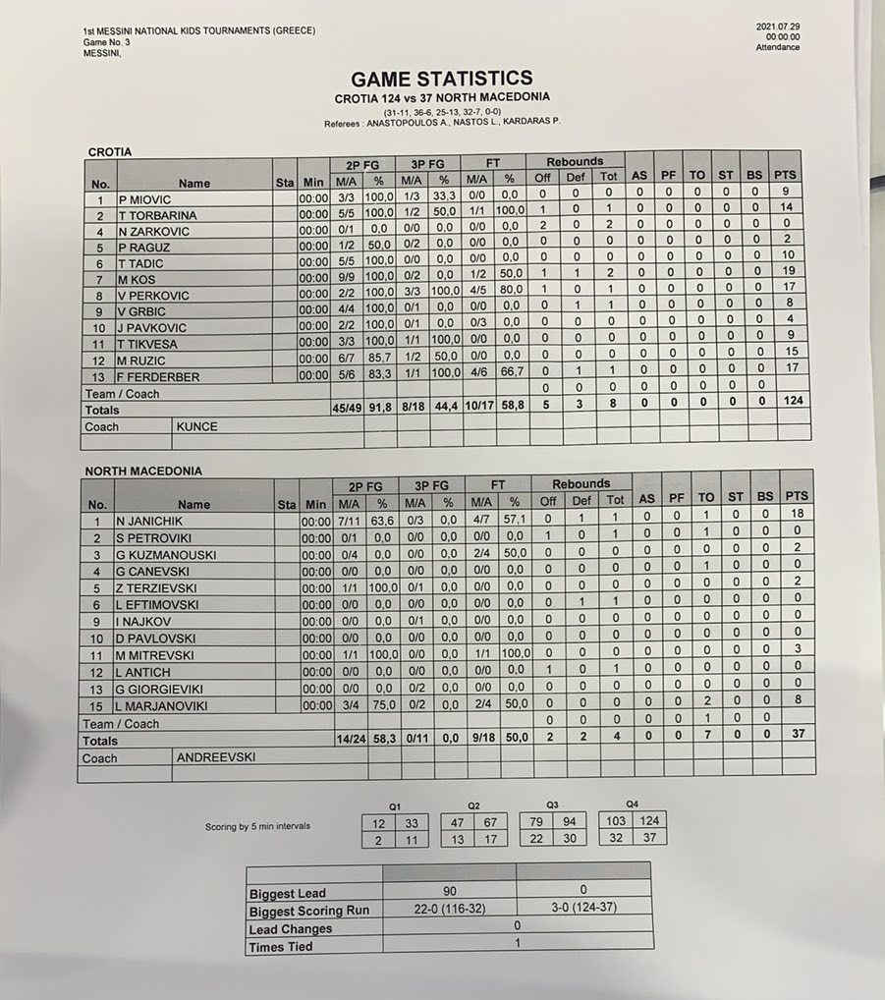 1st MESSINI NATIONAL KIDS TOURNAMENTS (GREECE)
Game No. 3
MESSINI,
2021.07.29
00:00:00
Attendance
GAME STATISTICS
CROTIA 124 vs 37 NORTH MACEDONIA
(31-11, 36-6, 25-13, 32-7, 0-0)
Referees : ANASTOPOULOS A., NASTOS L., KARDARAS P.
CROTIA
2P FG 3P FG FT Rebounds
No. Name Sta Min M/A % M/A % M/A % Off Def Tot AS PF TO ST BS PTS
1 P MIOVIC 00:00 3/3 100,0 1/3 33,3 0/0 0,0 0 0 0 0 0 0 0 0 9
2 T TORBARINA 00:00 5/5 100,0 1/2 50,0 1/1 100,0 1 0 1 0 0 0 0 0 14
4 N ZARKOVIC 00:00 0/1 0,0 0/0 0,0 0/0 0,0 2 0 2 0 0 0 0 0 0
5 P RAGUZ 00:00 1/2 50,0 0/2 0,0 0/0 0,0 0 0 0 0 0 0 0 0 2
6 T TADIC 00:00 5/5 100,0 0/0 0,0 0/0 0,0 0 0 0 0 0 0 0 0 10
7 M KOS 00:00 9/9 100,0 0/2 0,0 1/2 50,0 1 1 2 0 0 0 0 0 19
8 V PERKOVIC 00:00 2/2 100,0 3/3 100,0 4/5 80,0 1 0 1 0 0 0 0 0 17
9 V GRBIC 00:00 4/4 100,0 0/1 0,0 0/0 0,0 0 1 1 0 0 0 0 0 8
10 J PAVKOVIC 00:00 2/2 100,0 0/1 0,0 0/3 0,0 0 0 0 0 0 0 0 0 4
11 T TIKVESA 00:00 3/3 100,0 1/1 100,0 0/0 0,0 0 0 0 0 0 0 0 0 9
12 M RUZIC 00:00 6/7 85,7 1/2 50,0 0/0 0,0 0 0 0 0 0 0 0 0 15
13 F FERDERBER 00:00 5/6 83,3 1/1 100,0 4/6 66,7 0 1 1 0 0 0 0 0 17
Team / Coach 0 0 0 0 0 0 0 0
Totals 45/49 91,8 8/18 44,4 10/17 58,8 5 3 8 0 0 0 0 0 124
Coach KUNCE
NORTH MACEDONIA
2P FG 3P FG FT Rebounds
No. Name Sta Min M/A % M/A % M/A % Off Def Tot AS PF TO ST BS PTS
1 N JANICHIK 00:00 7/11 63,6 0/3 0,0 4/7 57,1 0 1 1 0 0 1 0 0 18
2 S PETROVIKI 00:00 0/1 0,0 0/0 0,0 0/0 0,0 1 0 1 0 0 1 0 0 0
3 G KUZMANOUSKI 00:00 0/4 0,0 0/0 0,0 2/4 50,0 0 0 0 0 0 0 0 0 2
4 G CANEVSKI 00:00 0/0 0,0 0/0 0,0 0/0 0,0 0 0 0 0 0 1 0 0 0
5 Z TERZIEVSKI 00:00 1/1 100,0 0/1 0,0 0/0 0,0 0 0 0 0 0 0 0 0 2
6 L EFTIMOVSKI 00:00 0/0 0,0 0/0 0,0 0/0 0,0 0 1 1 0 0 0 0 0 0
9 I NAJKOV 00:00 0/0 0,0 0/1 0,0 0/0 0,0 0 0 0 0 0 0 0 0 0
10 D PAVLOVSKI 00:00 0/0 0,0 0/0 0,0 0/0 0,0 0 0 0 0 0 0 0 0 0
11 M MITREVSKI 00:00 1/1 100,0 0/0 0,0 1/1 100,0 0 0 0 0 0 0 0 0 3
12 L ANTICH 00:00 0/0 0,0 0/0 0,0 0/0 0,0 1 0 1 0 0 0 0 0 0
13 G GIORGIEVIKI 00:00 0/0 0,0 0/2 0,0 0/0 0,0 0 0 0 0 0 0 0 0 0
15 L MARJANOVIKI 00:00 3/4 75,0 0/2 0,0 2/4 50,0 0 0 0 0 0 2 0 0 8
Team / Coach 0 0 0 0 0 1 0 0
Totals 14/24 58,3 0/11 0,0 9/18 50,0 2 2 4 0 0 7 0 0 37
Coach ANDREEVSKI
Q1 Q2 Q3 Q4
Scoring by 5 min intervals
12 33 47 67 79 94 103 124
2 11 13 17 22 30 32 37
Biggest Lead 90 0
Biggest Scoring Run 22-0 (116-32) 3-0 (124-37)
Lead Changes 0
Times Tied 1